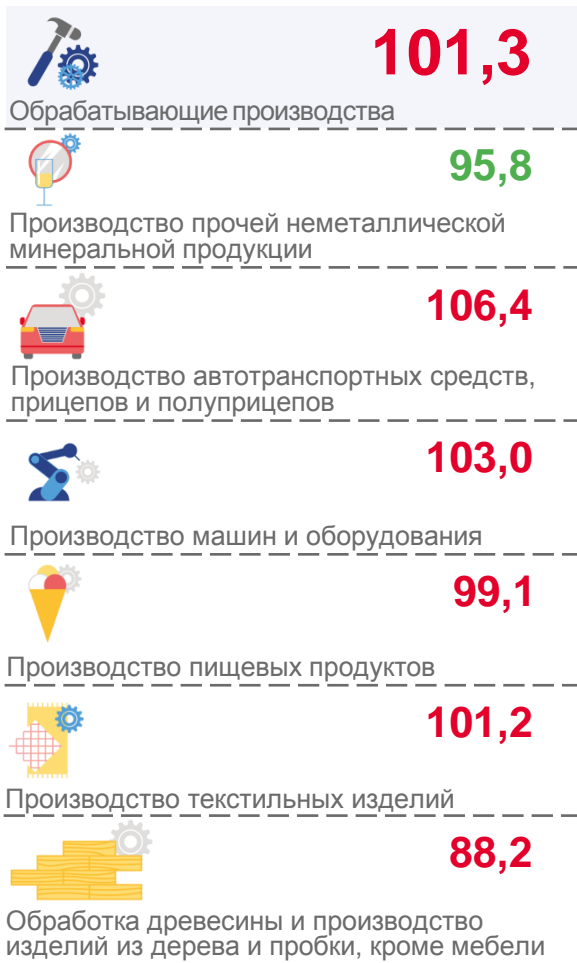 101,3
Обрабатывающие производства
95,8
Производство прочей неметаллической
минеральной продукции
106,4
Производство автотранспортных средств,
прицепов и полуприцепов
103,0
Производство машин и оборудования
99,1
Производство пищевых продуктов
101,2
Производство текстильных изделий
88,2
Обработка древесины и производство
изделий из дерева и пробки, кроме мебели